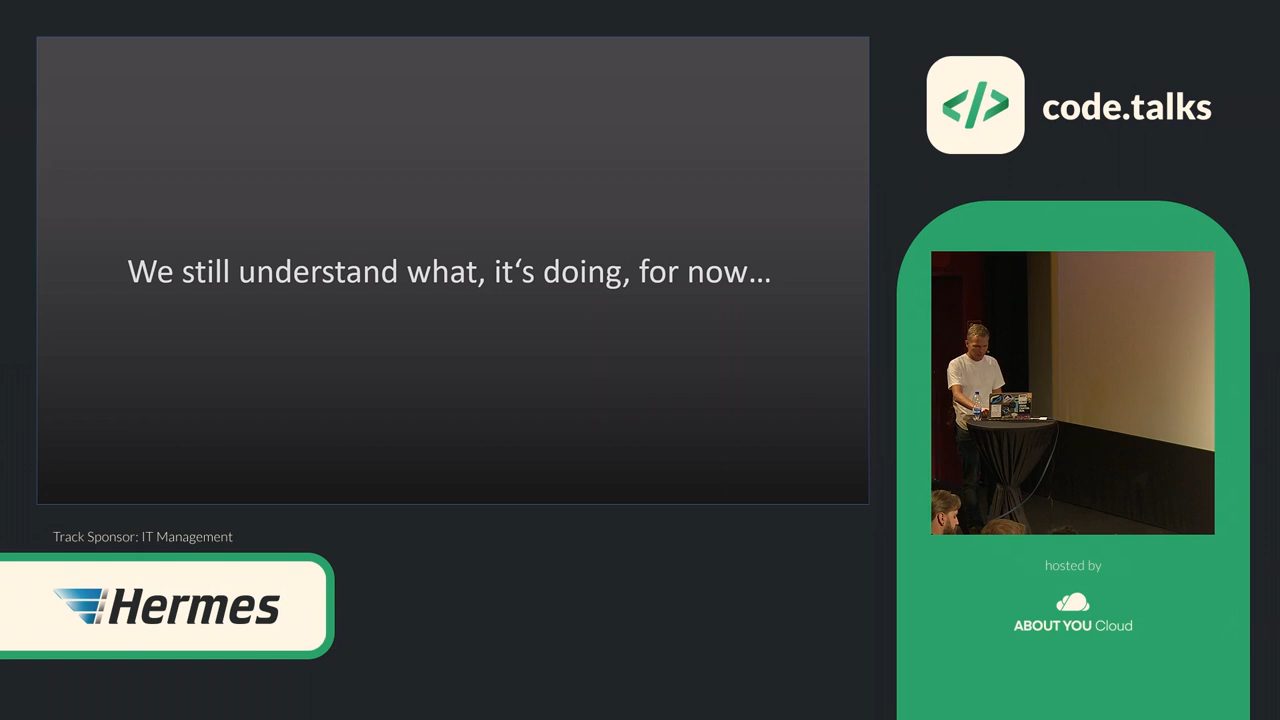 We still understand what, it‘s doing, for now...
code.talks
Track Sponsor: IT Management
Hermes
hosted by
ABOUT YOU Cloud